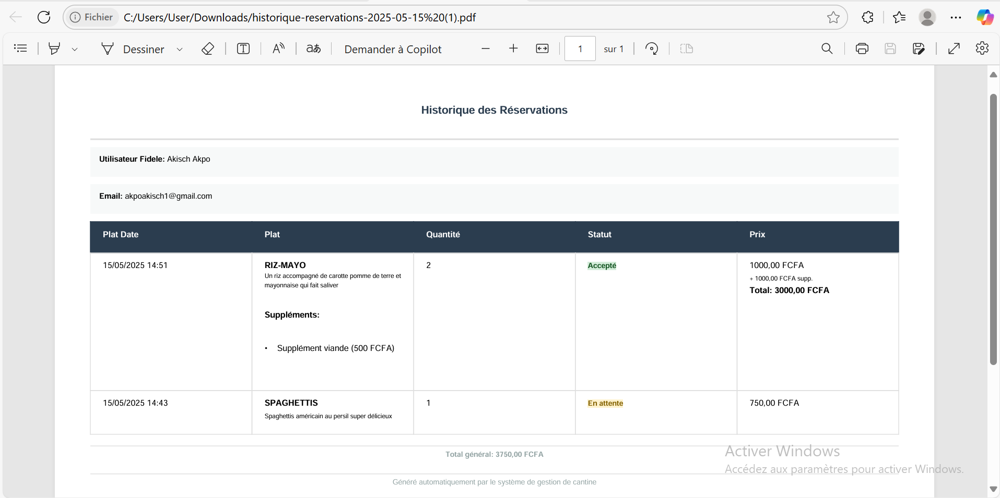 Fichier C:/Users/User/Downloads/historique-reservations-2025-05-15%20(1).pdf
Dessiner T A aあ Demander à Copilot 1 sur 1
Historique des Réservations
Utilisateur Fidele: Akisch Akpo
Email: akpoakisch1@gmail.com
Plat Date Plat Quantité Statut Prix
15/05/2025 14:51 RIZ-MAYO 2 Accepté 1000,00 FCFA
Un riz accompagné de carotte pomme de terre et + 1000,00 FCFA supp.
mayonnaise qui fait saliver Total: 3000,00 FCFA
Suppléments:
• Supplément viande (500 FCFA)
15/05/2025 14:43 SPAGHETTIS 1 En attente 750,00 FCFA
Spaghettis américain au persil super délicieux
Total général: 3750,00 FCFA
Activer Windows
Accédez aux paramètres pour activer Windows.
Généré automatiquement par le système de gestion de cantine